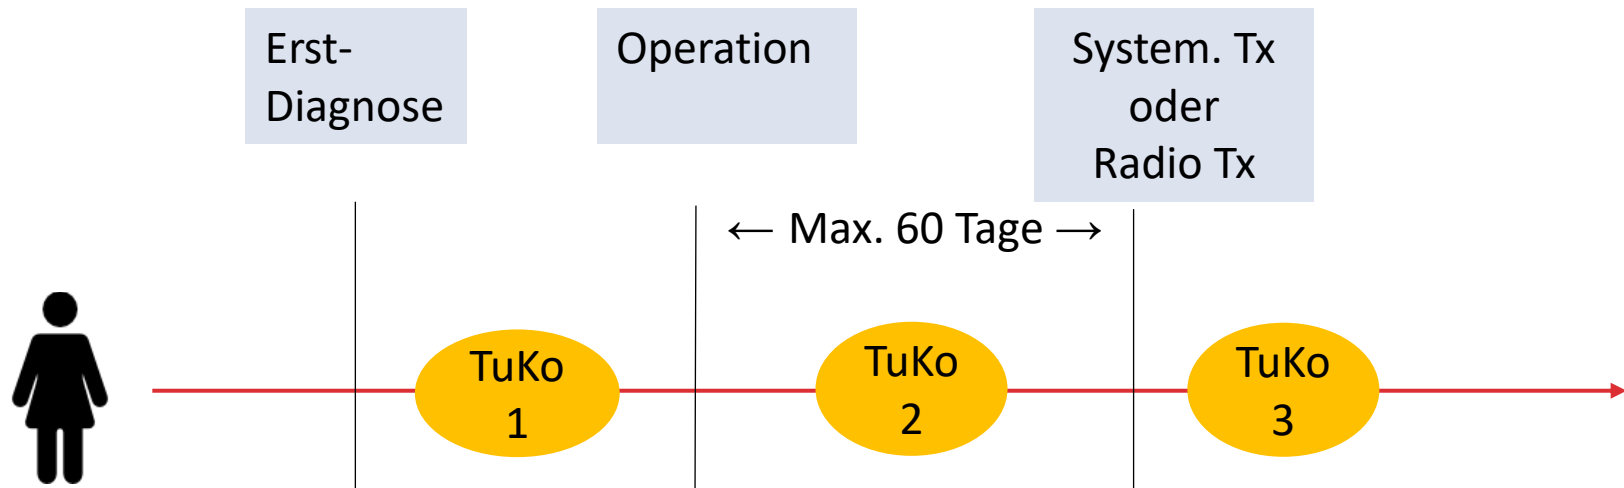 Erst-
Diagnose
Operation
System. Tx
oder
Radio Tx
← Max. 60 Tage →
TuKo
1
TuKo
2
TuKo
3